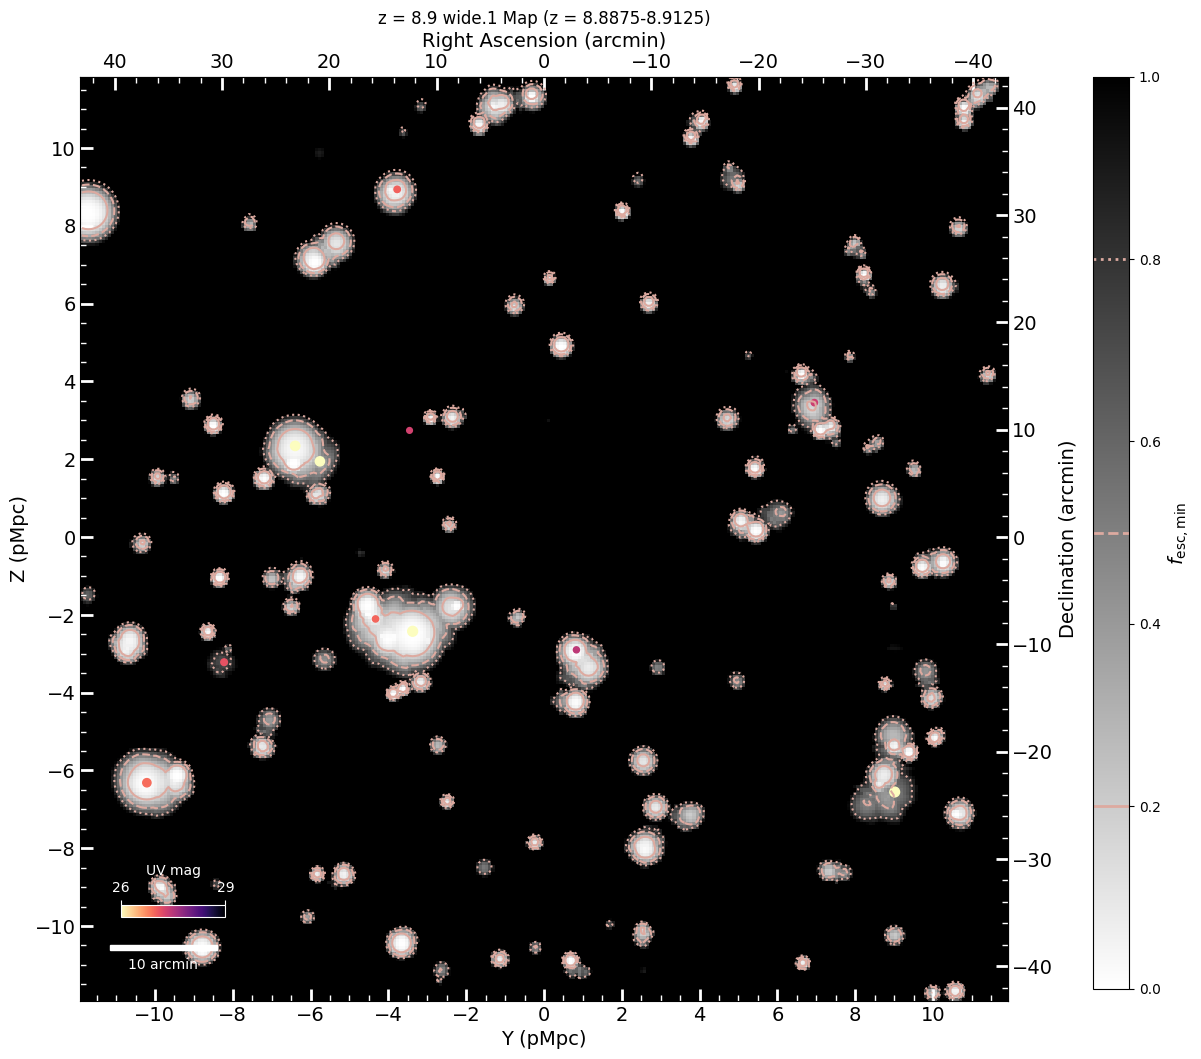 z = 8.9 wide.1 Map (z = 8.8875-8.9125)
Right Ascension (arcmin)
40 30 20 10 0 −10 −20 −30 −40
10
8
6
4
2
0
−2
−4
−6
−8
−10
Z (pMpc)
40
30
20
10
0
−10
−20
−30
−40
Declination (arcmin)
1.0
0.8
0.6
0.4
0.2
0.0
fesc,min
UV mag
26 29
10 arcmin
−10 −8 −6 −4 −2 0 2 4 6 8 10
Y (pMpc)